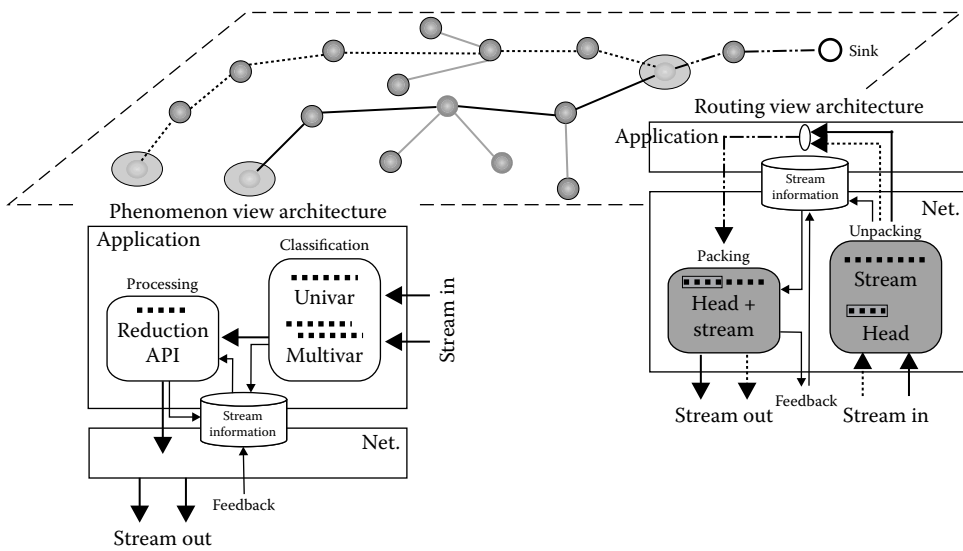 Sink
Routing view architecture
Application
Stream
information
Net.
Packing
Unpacking
Head +
stream
Stream
Head
Feedback
Stream out
Stream in
Phenomenon view architecture
Application
Classification
Processing
Univar
Multivar
Reduction
API
Stream in
Stream
information
Net.
Feedback
Stream out